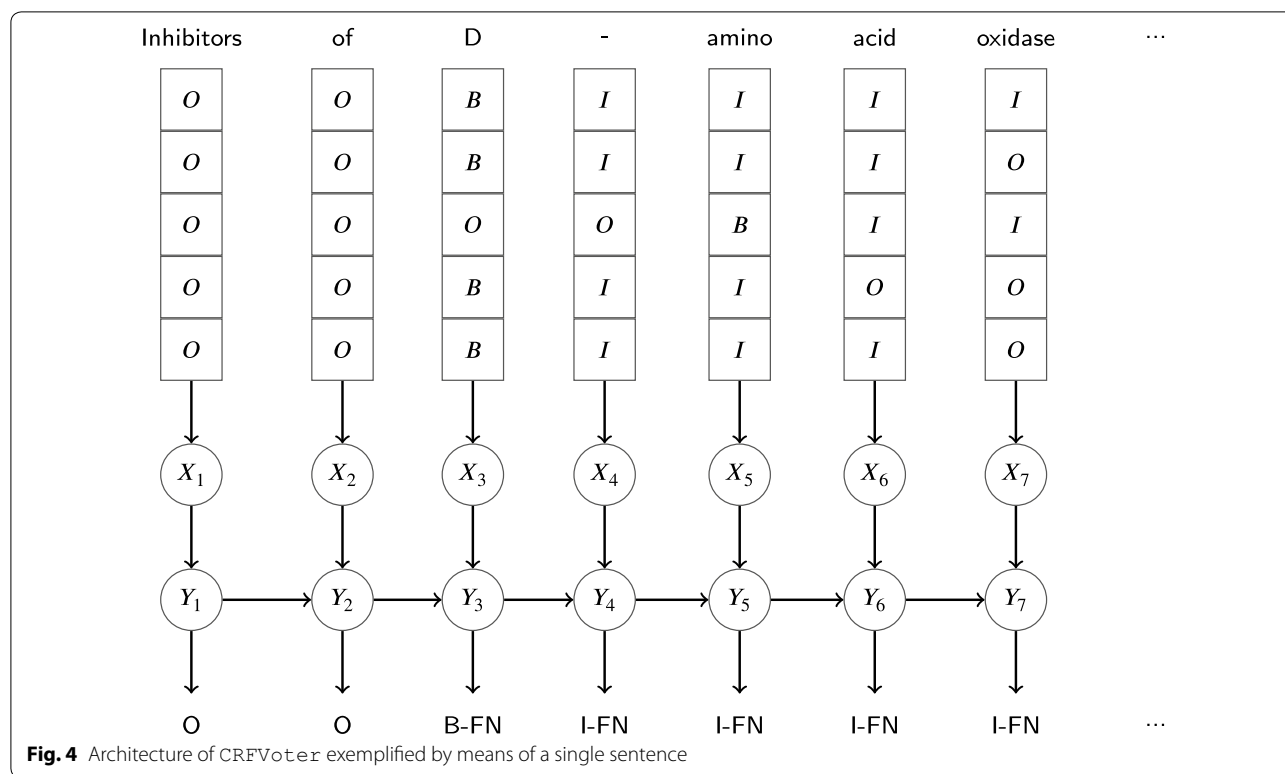 Inhibitors of D - amino acid oxidase ...
O O B I I I I
O O B I I I O
O O O O B I I
O O B I I O O
O O B I I I O
X1 X2 X3 X4 X5 X6 X7
Y1 Y2 Y3 Y4 Y5 Y6 Y7
O O B-FN I-FN I-FN I-FN I-FN ...
Fig. 4 Architecture of CRFVoter exemplified by means of a single sentence